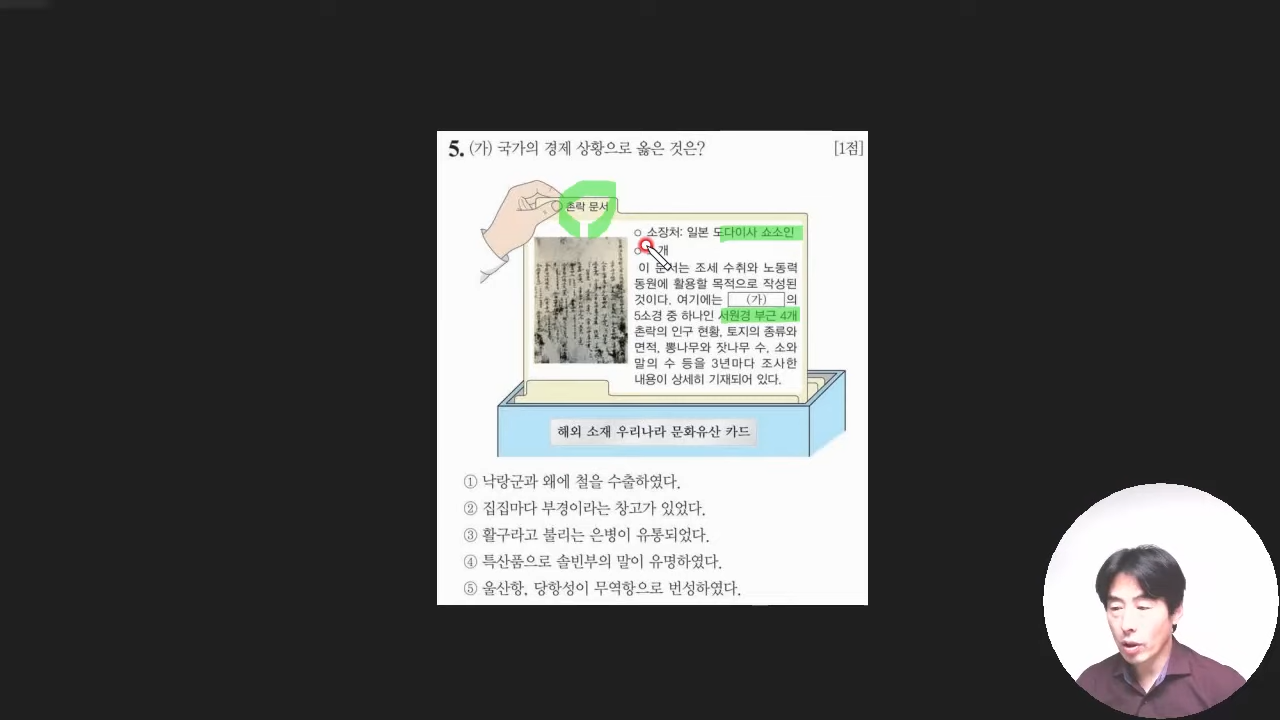 5. (가) 국가의 경제 상황으로 옳은 것은? [1점]
촌락 문서
○ 소장처: 일본 도다이사 쇼소인
○ 개
이 문서는 조세 수취와 노동력
동원에 활용할 목적으로 작성된
것이다. 여기에는 (가) 의
5소경 중 하나인 서원경 부근 4개
촌락의 인구 현황, 토지의 종류와
면적, 뽕나무와 잣나무 수, 소와
말의 수 등을 3년마다 조사한
내용이 상세히 기재되어 있다.
해외 소재 우리나라 문화유산 카드
① 낙랑군과 왜에 철을 수출하였다.
② 집집마다 부경이라는 창고가 있었다.
③ 활구라고 불리는 은병이 유통되었다.
④ 특산품으로 솔빈부의 말이 유명하였다.
⑤ 울산항, 당항성이 무역항으로 번성하였다.